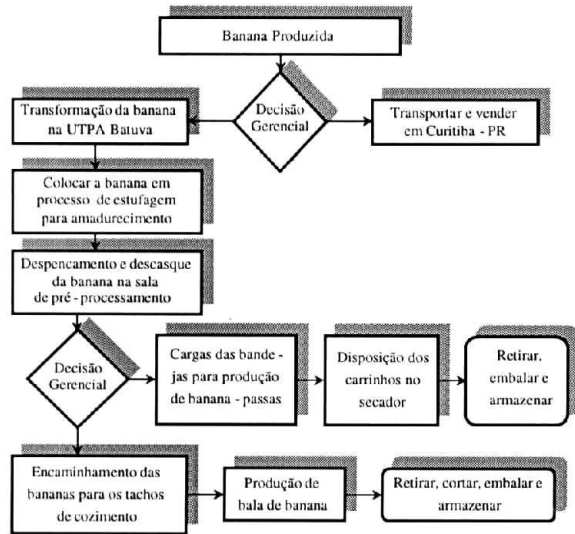 Banana Produzida
Decisão
Gerencial
Transformação da banana
na UTPA Batuva
Transportar e vender
em Curitiba - PR
Colocar a banana em
processo de estufagem
para amadurecimento
Despencamento e descasque
da banana na sala
de pré - processamento
Decisão
Gerencial
Cargas das bande -
jas para produção
de banana - passas
Disposição dos
carrinhos no
secador
Retirar,
embalar e
armazenar
Encaminhamento das
bananas para os tachos
de cozimento
Produção de
bala de banana
Retirar, cortar, embalar e
armazenar